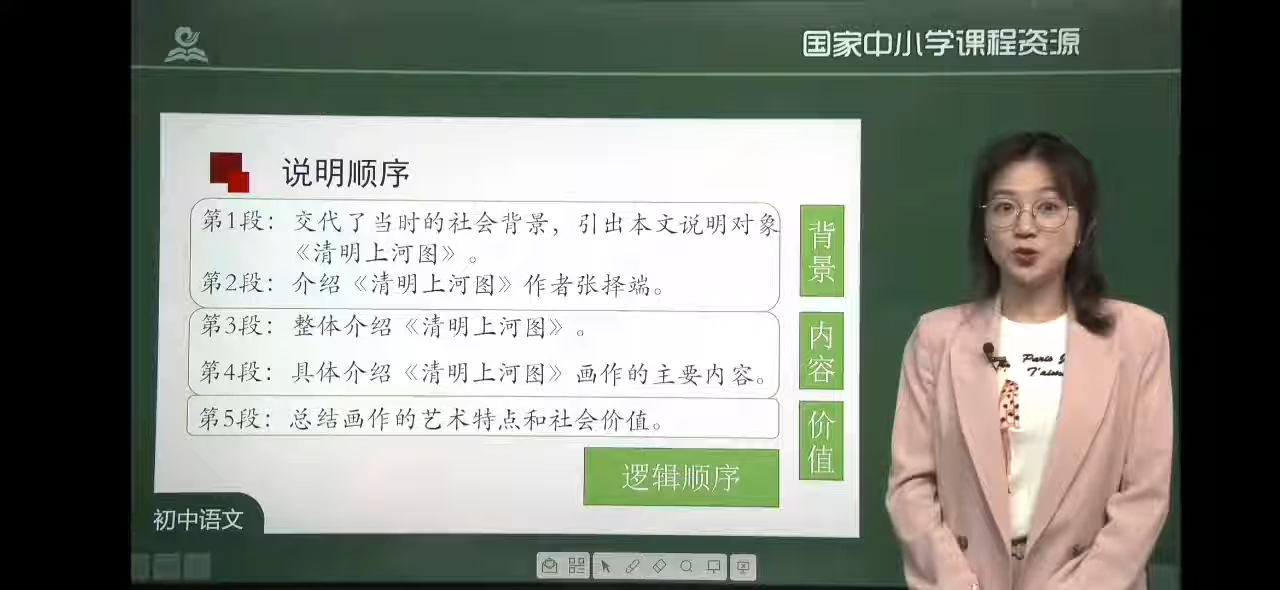 国家中小学课程资源
说明顺序
第1段：交代了当时的社会背景，引出本文说明对象
《清明上河图》。
第2段：介绍《清明上河图》作者张择端。
背景
第3段：整体介绍《清明上河图》。
第4段：具体介绍《清明上河图》画作的主要内容。
内容
第5段：总结画作的艺术特点和社会价值。
价值
逻辑顺序
初中语文
Paris